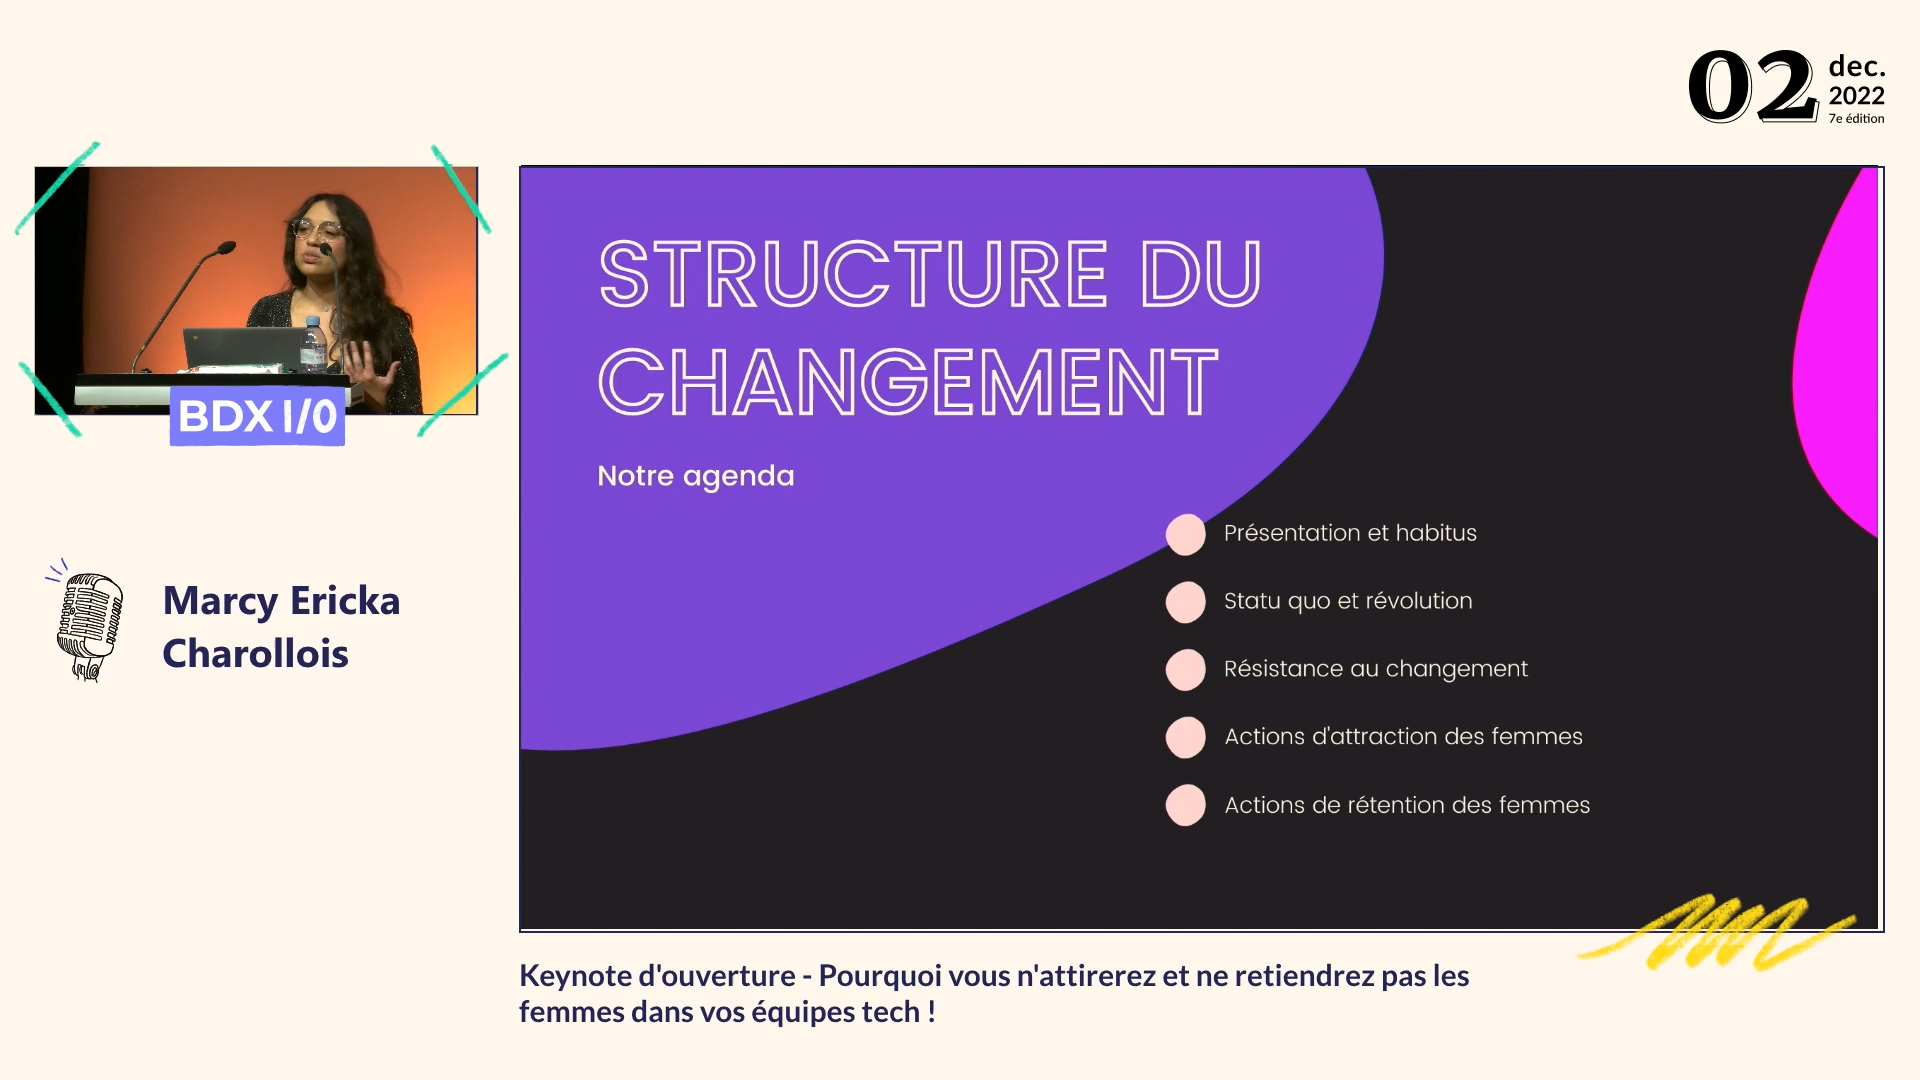 02
dec.
2022
7e édition
BDX I/O
Marcy Ericka
Charollois
STRUCTURE DU
CHANGEMENT
Notre agenda
Présentation et habitus
Statu quo et révolution
Résistance au changement
Actions d'attraction des femmes
Actions de rétention des femmes
Keynote d'ouverture - Pourquoi vous n'attirerez et ne retiendrez pas les
femmes dans vos équipes tech !